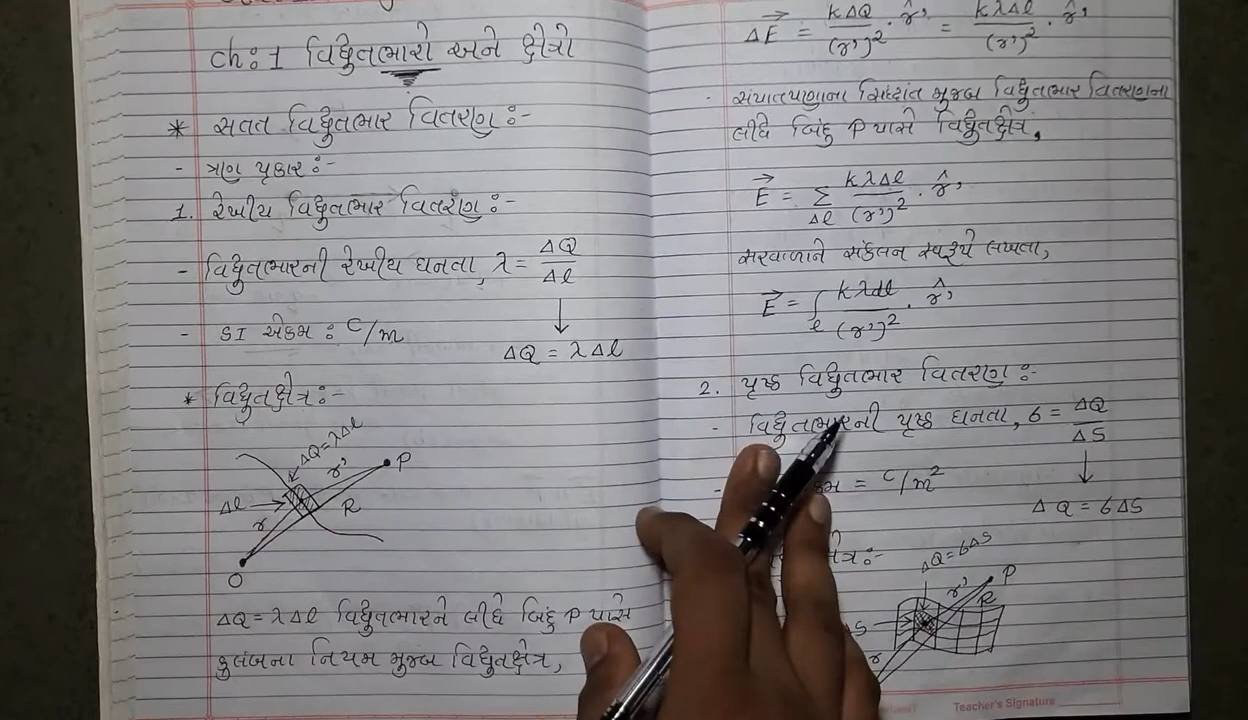 ch:1 વિદ્યુતભારો અને ક્ષેત્રો
* સતત વિદ્યુતભાર વિતરણ:-
- ત્રણ પ્રકાર:-
1. રેખીય વિદ્યુતભાર વિતરણ:-
- વિદ્યુતભારની રેખીય ઘનતા, λ = ΔQ / Δl
↓
ΔQ = λΔl
- SI એકમ : C/m
* વિદ્યુતક્ષેત્ર:-
ΔQ=λΔl
r'
P
Δl →
R
r
O
ΔQ = λΔl વિદ્યુતભારને લીધે બિંદુ P પાસે
કુલંબના નિયમ મુજબ વિદ્યુતક્ષેત્ર,
ΔE⃗ = kΔQ / (r')² · r̂' = kλΔl / (r')² · r̂'
- સંપાતપણાના સિદ્ધાંત મુજબ વિદ્યુતભાર વિતરણના
લીધે બિંદુ P પાસે વિદ્યુતક્ષેત્ર,
E⃗ = Σ_Δl kλΔl / (r')² · r̂'
સરવાળાને સંકલન સ્વરૂપે લખતા,
E⃗ = ∫_l kλdl / (r')² · r̂'
2. પૃષ્ઠ વિદ્યુતભાર વિતરણ:-
- વિદ્યુતભારની પૃષ્ઠ ઘનતા, σ = ΔQ / ΔS
↓
ΔQ = σΔS
- = C/m²
ΔQ=σΔS
r'
P
R
r
Teacher's Signature